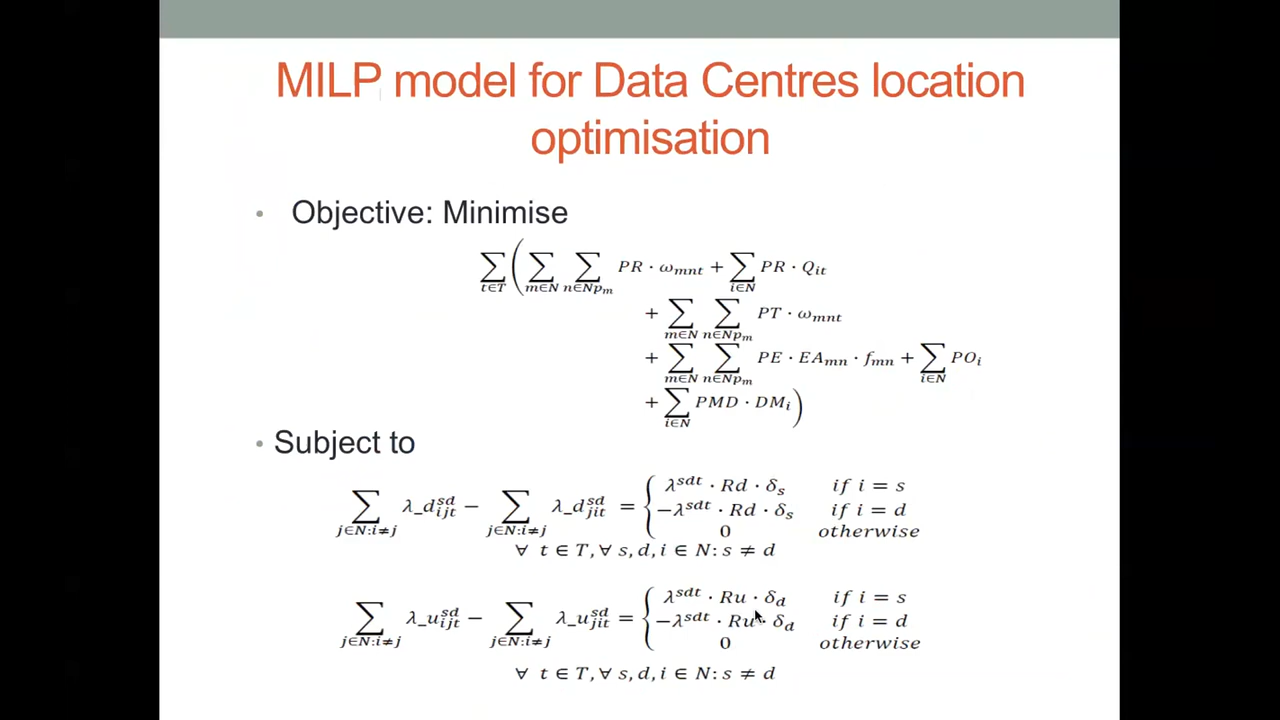 MILP model for Data Centres location
optimisation
• Objective: Minimise
∑_{t∈T} ( ∑_{m∈N} ∑_{n∈Np_m} PR · ω_{mnt} + ∑_{i∈N} PR · Q_{it}
+ ∑_{m∈N} ∑_{n∈Np_m} PT · ω_{mnt}
+ ∑_{m∈N} ∑_{n∈Np_m} PE · EA_{mn} · f_{mn} + ∑_{i∈N} PO_i
+ ∑_{i∈N} PMD · DM_i )
• Subject to
∑_{j∈N:i≠j} λ_d^{sd}_{ijt} − ∑_{j∈N:i≠j} λ_d^{sd}_{jit} = { λ^{sdt} · Rd · δ_s if i = s
−λ^{sdt} · Rd · δ_s if i = d
0 otherwise
∀ t ∈ T, ∀ s, d, i ∈ N: s ≠ d
∑_{j∈N:i≠j} λ_u^{sd}_{ijt} − ∑_{j∈N:i≠j} λ_u^{sd}_{jit} = { λ^{sdt} · Ru · δ_d if i = s
−λ^{sdt} · Ru · δ_d if i = d
0 otherwise
∀ t ∈ T, ∀ s, d, i ∈ N: s ≠ d